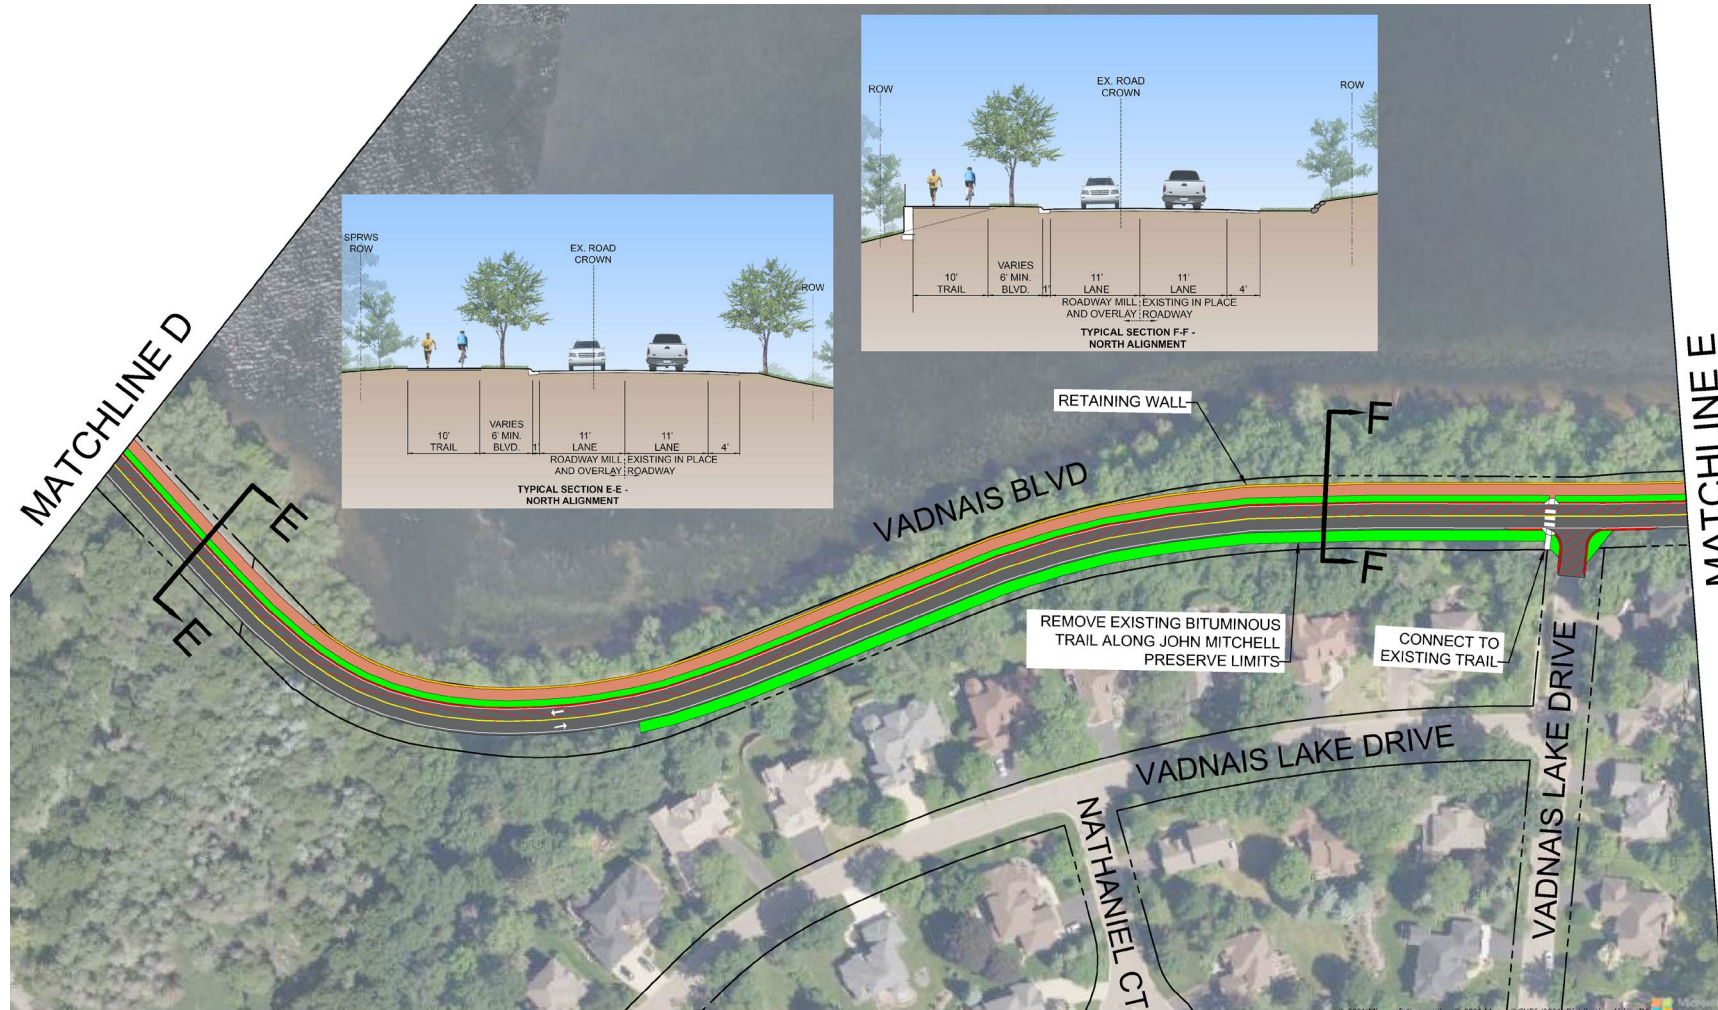 MATCHLINE D
SPRWS
ROW
EX. ROAD
CROWN
ROW
10'
TRAIL
VARIES
6' MIN.
BLVD.
1'
11'
LANE
11'
LANE
4'
ROADWAY MILL
AND OVERLAY
EXISTING IN PLACE
ROADWAY
TYPICAL SECTION E-E -
NORTH ALIGNMENT
ROW
EX. ROAD
CROWN
ROW
10'
TRAIL
VARIES
6' MIN.
BLVD.
1'
11'
LANE
11'
LANE
4'
ROADWAY MILL
AND OVERLAY
EXISTING IN PLACE
ROADWAY
TYPICAL SECTION F-F -
NORTH ALIGNMENT
MATCHLINE E
RETAINING WALL
F
VADNAIS BLVD
E
E
F
REMOVE EXISTING BITUMINOUS
TRAIL ALONG JOHN MITCHELL
PRESERVE LIMITS
CONNECT TO
EXISTING TRAIL
VADNAIS LAKE DRIVE
VADNAIS LAKE DRIVE
NATHANIEL CT